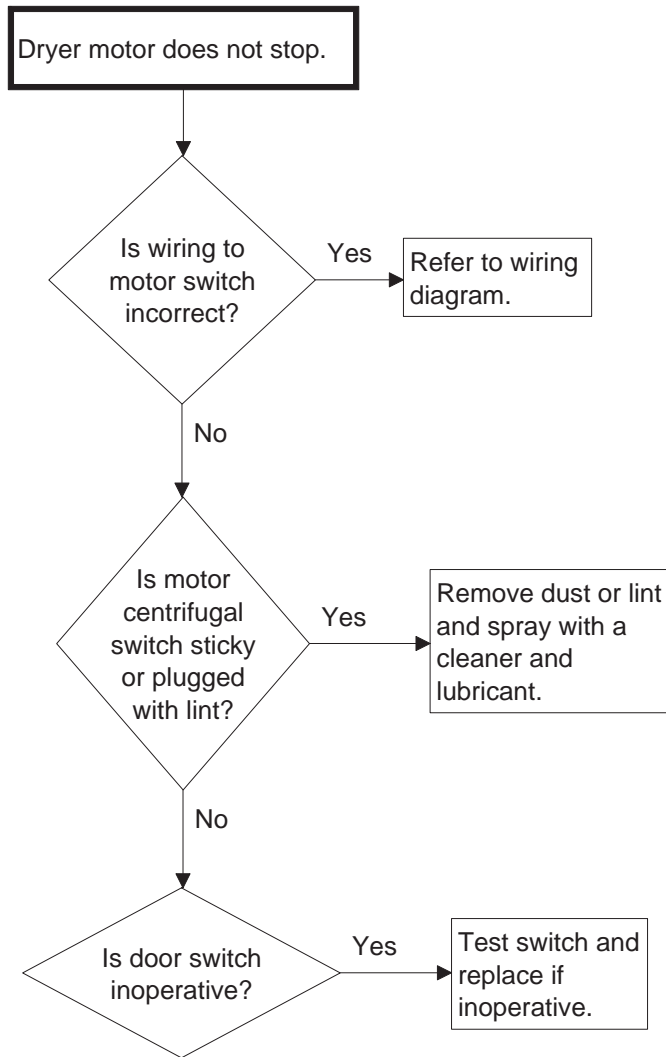 Dryer motor does not stop.
Is wiring to
motor switch
incorrect?
Yes
Refer to wiring
diagram.
No
Is motor
centrifugal
switch sticky
or plugged
with lint?
Yes
Remove dust or lint
and spray with a
cleaner and
lubricant.
No
Is door switch
inoperative?
Yes
Test switch and
replace if
inoperative.